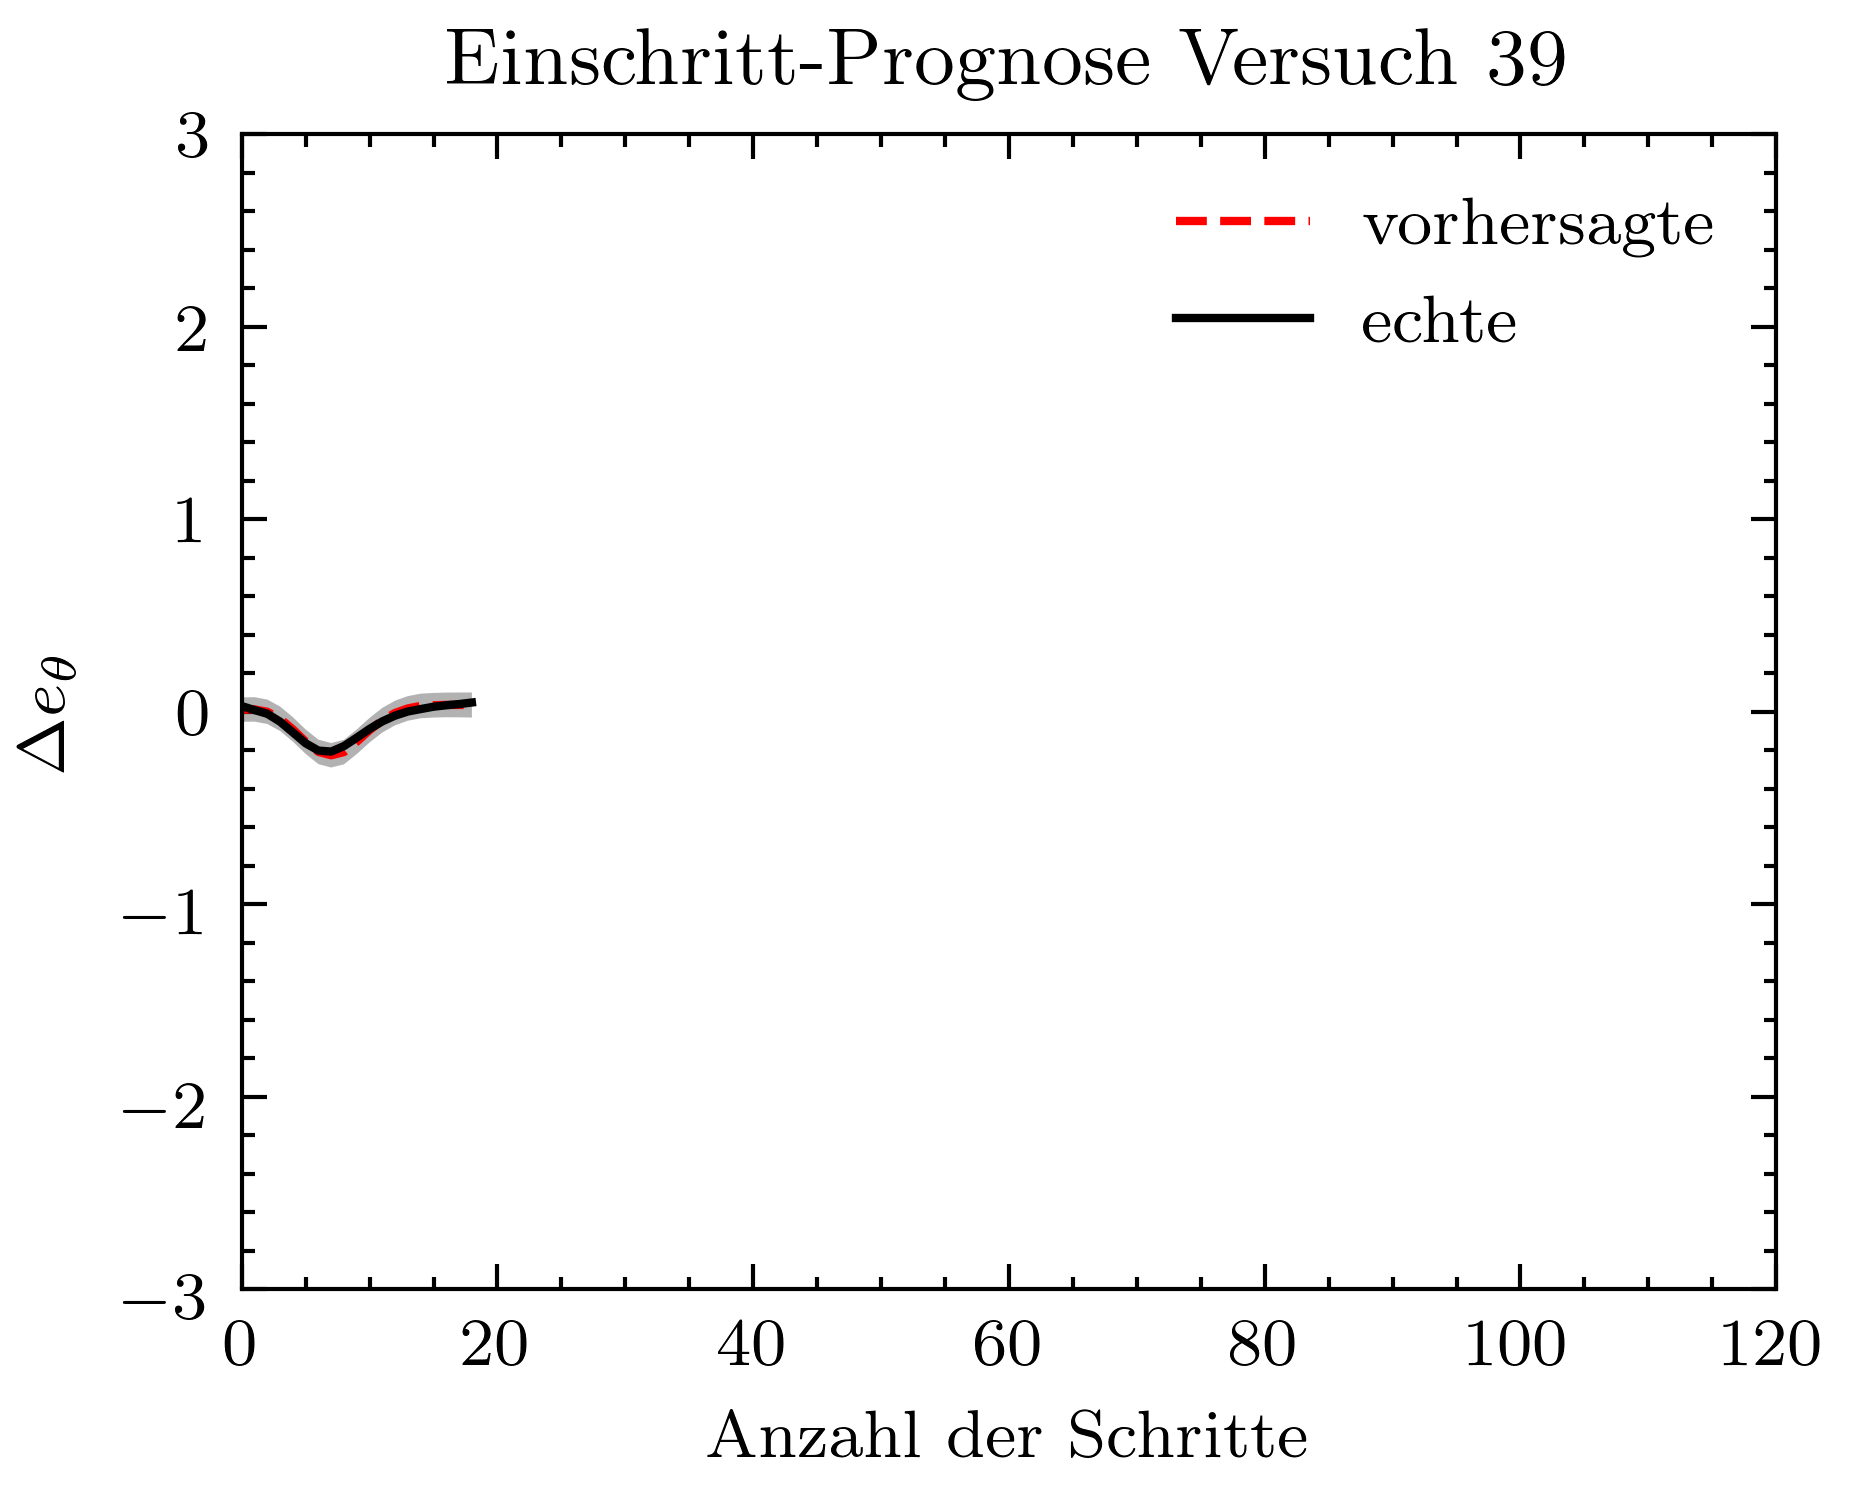 Einschritt-Prognose Versuch 39
3
2
1
0
−1
−2
−3
Δe_θ
vorhersagte
echte
0 20 40 60 80 100 120
Anzahl der Schritte